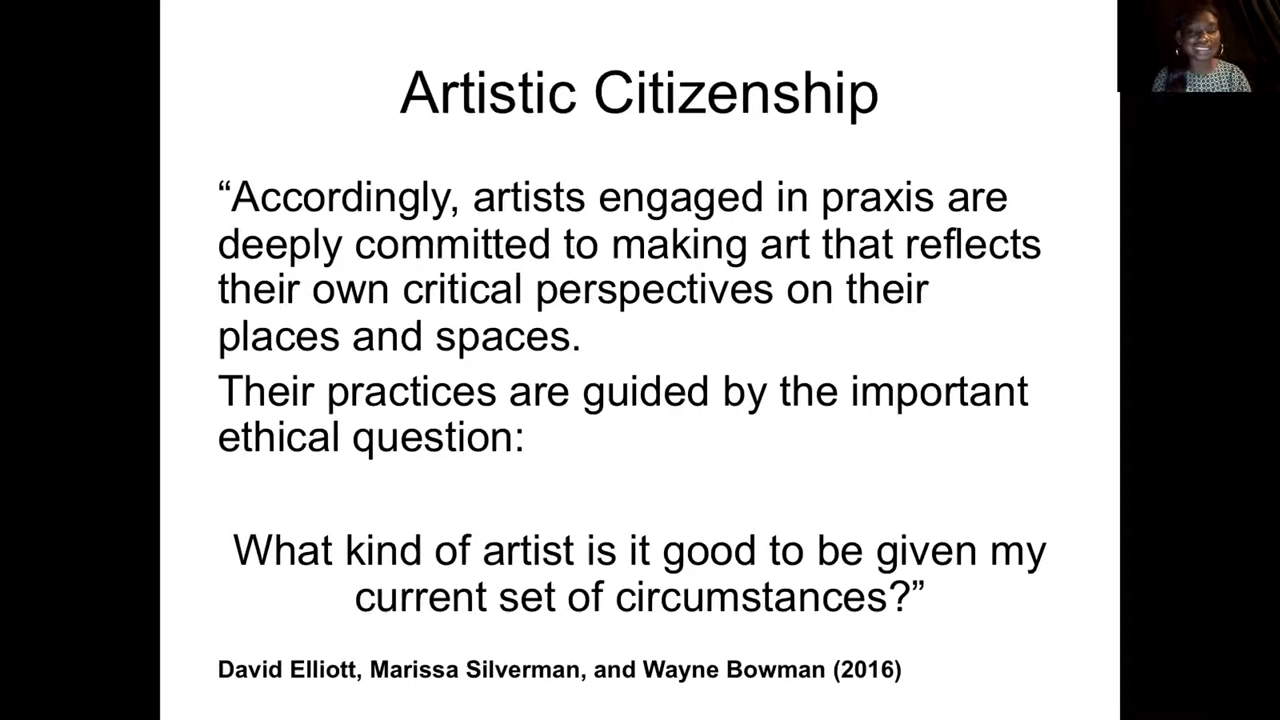 Artistic Citizenship
“Accordingly, artists engaged in praxis are
deeply committed to making art that reflects
their own critical perspectives on their
places and spaces.
Their practices are guided by the important
ethical question:
What kind of artist is it good to be given my
current set of circumstances?”
David Elliott, Marissa Silverman, and Wayne Bowman (2016)